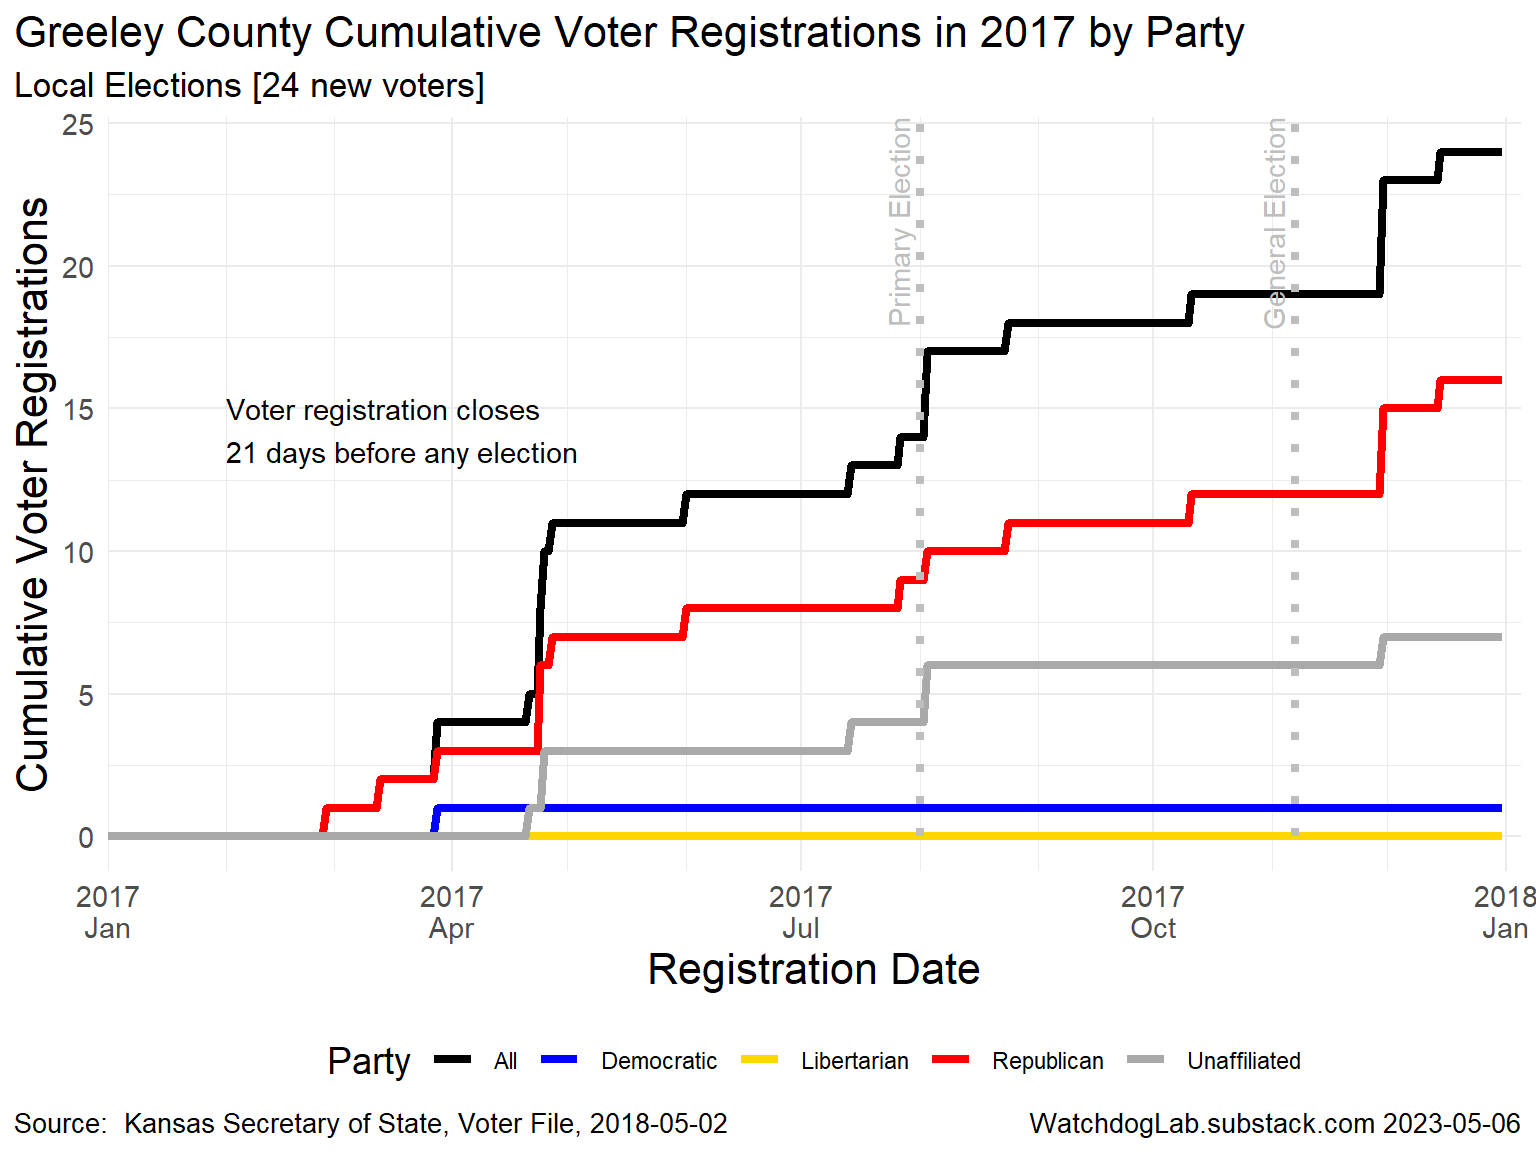 Greeley County Cumulative Voter Registrations in 2017 by Party
Local Elections [24 new voters]
Cumulative Voter Registrations
25
20
15
10
5
0
Primary Election
General Election
Voter registration closes
21 days before any election
2017 2017 2017 2017 2018
Jan Apr Jul Oct Jan
Registration Date
Party All Democratic Libertarian Republican Unaffiliated
Source:  Kansas Secretary of State, Voter File, 2018-05-02
WatchdogLab.substack.com 2023-05-06